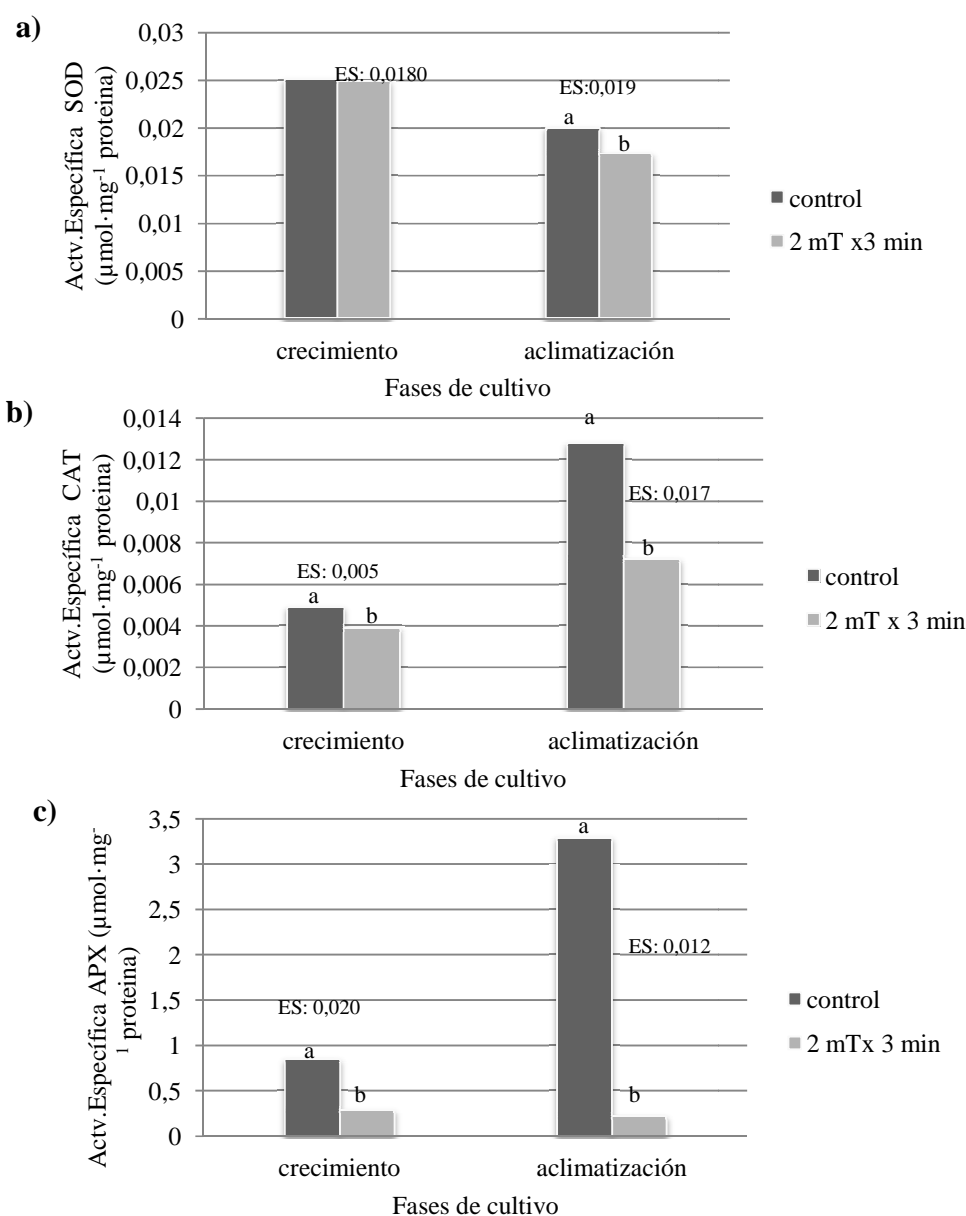 a)
Actv.Específica SOD
(µmol·mg-1 proteina)
0,03
0,025
0,02
0,015
0,01
0,005
0
ES: 0,0180
ES:0,019
a
b
control
2 mT x3 min
crecimiento
aclimatización
Fases de cultivo
b)
Actv.Específica CAT
(µmol·mg-1 proteina)
0,014
0,012
0,01
0,008
0,006
0,004
0,002
0
a
ES: 0,017
b
ES: 0,005
a
b
control
2 mT x 3 min
crecimiento
aclimatización
Fases de cultivo
c)
Actv.Específica APX (µmol·mg-
1 proteina)
3,5
3
2,5
2
1,5
1
0,5
0
a
ES: 0,012
ES: 0,020
a
b
b
control
2 mTx 3 min
crecimiento
aclimatización
Fases de cultivo